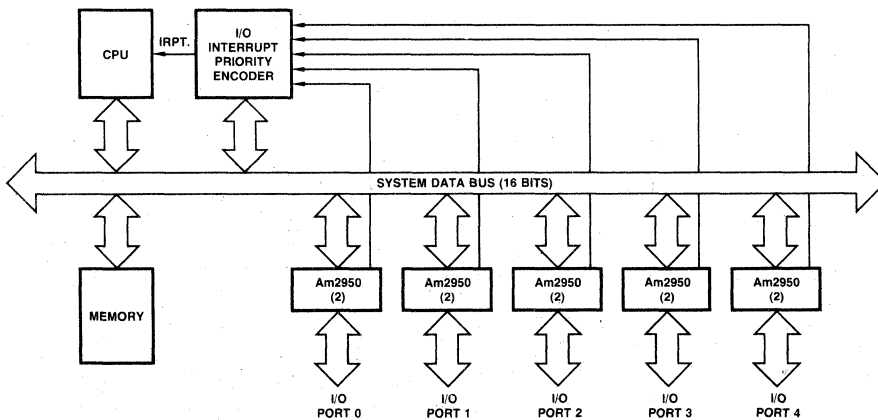 CPU
IRPT.
I/O
INTERRUPT
PRIORITY
ENCODER
SYSTEM DATA BUS (16 BITS)
MEMORY
Am2950
(2)
Am2950
(2)
Am2950
(2)
Am2950
(2)
Am2950
(2)
I/O
PORT 0
I/O
PORT 1
I/O
PORT 2
I/O
PORT 3
I/O
PORT 4